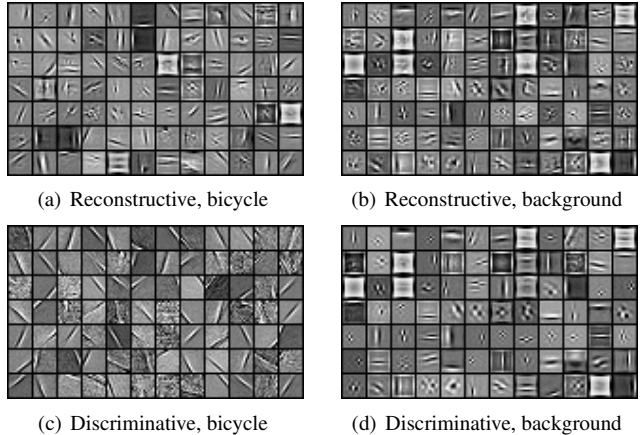 (a) Reconstructive, bicycle
(b) Reconstructive, background
(c) Discriminative, bicycle
(d) Discriminative, background